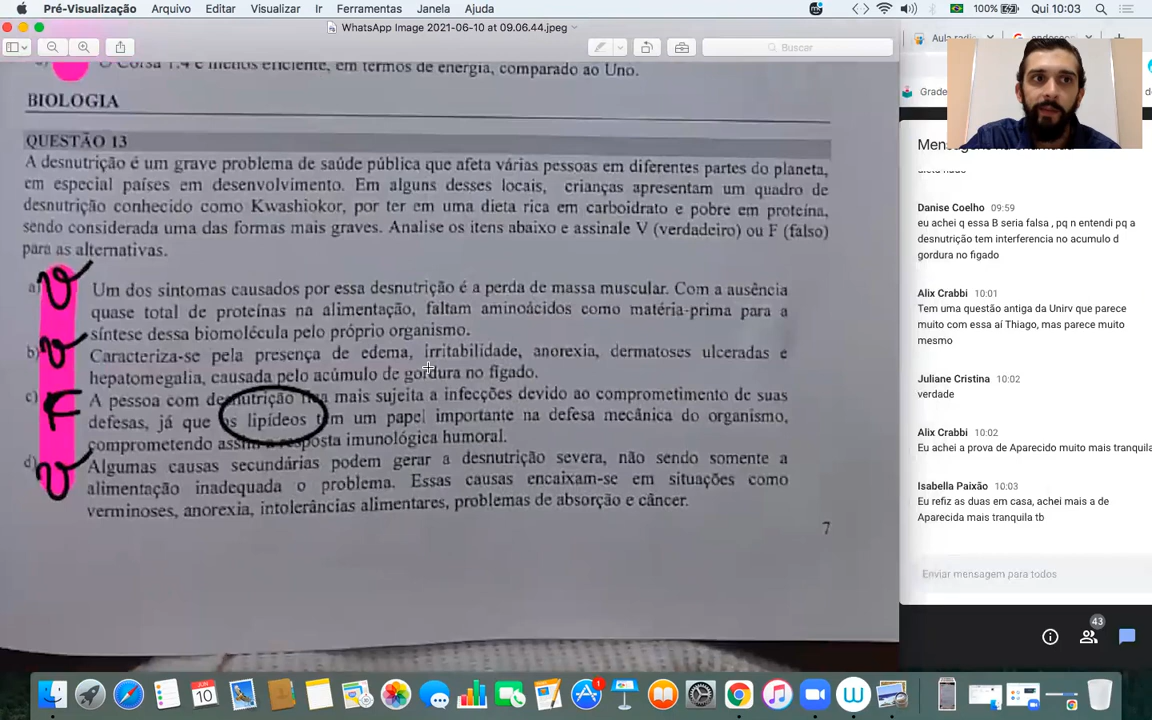 Pré-Visualização Arquivo Editar Visualizar Ir Ferramentas Janela Ajuda
100% Qui 10:03
WhatsApp Image 2021-06-10 at 09.06.44.jpeg
Buscar
Aula
Grade
O Corsa 1.4 é menos eficiente, em termos de energia, comparado ao Uno.
BIOLOGIA
QUESTÃO 13
A desnutrição é um grave problema de saúde pública que afeta várias pessoas em diferentes partes do planeta,
em especial países em desenvolvimento. Em alguns desses locais, crianças apresentam um quadro de
desnutrição conhecido como Kwashiokor, por ter em uma dieta rica em carboidrato e pobre em proteína,
sendo considerada uma das formas mais graves. Analise os itens abaixo e assinale V (verdadeiro) ou F (falso)
para as alternativas.
a) V Um dos sintomas causados por essa desnutrição é a perda de massa muscular. Com a ausência
quase total de proteínas na alimentação, faltam aminoácidos como matéria-prima para a
síntese dessa biomolécula pelo próprio organismo.
b) V Caracteriza-se pela presença de edema, irritabilidade, anorexia, dermatoses ulceradas e
hepatomegalia, causada pelo acúmulo de gordura no fígado.
c) F A pessoa com desnutrição fica mais sujeita a infecções devido ao comprometimento de suas
defesas, já que os lipídeos têm um papel importante na defesa mecânica do organismo,
comprometendo assim a resposta imunológica humoral.
d) V Algumas causas secundárias podem gerar a desnutrição severa, não sendo somente a
alimentação inadequada o problema. Essas causas encaixam-se em situações como
verminoses, anorexia, intolerâncias alimentares, problemas de absorção e câncer.
7
Danise Coelho 09:59
eu achei q essa B seria falsa , pq n entendi pq a
desnutrição tem interferencia no acumulo d
gordura no figado
Alix Crabbi 10:01
Tem uma questão antiga da Unirv que parece
muito com essa aí Thiago, mas parece muito
mesmo
Juliane Cristina 10:02
verdade
Alix Crabbi 10:02
Eu achei a prova de Aparecido muito mais tranquila
Isabella Paixão 10:03
Eu refiz as duas em casa, achei mais a de
Aparecida mais tranquila tb
Enviar mensagem para todos
43
10
1